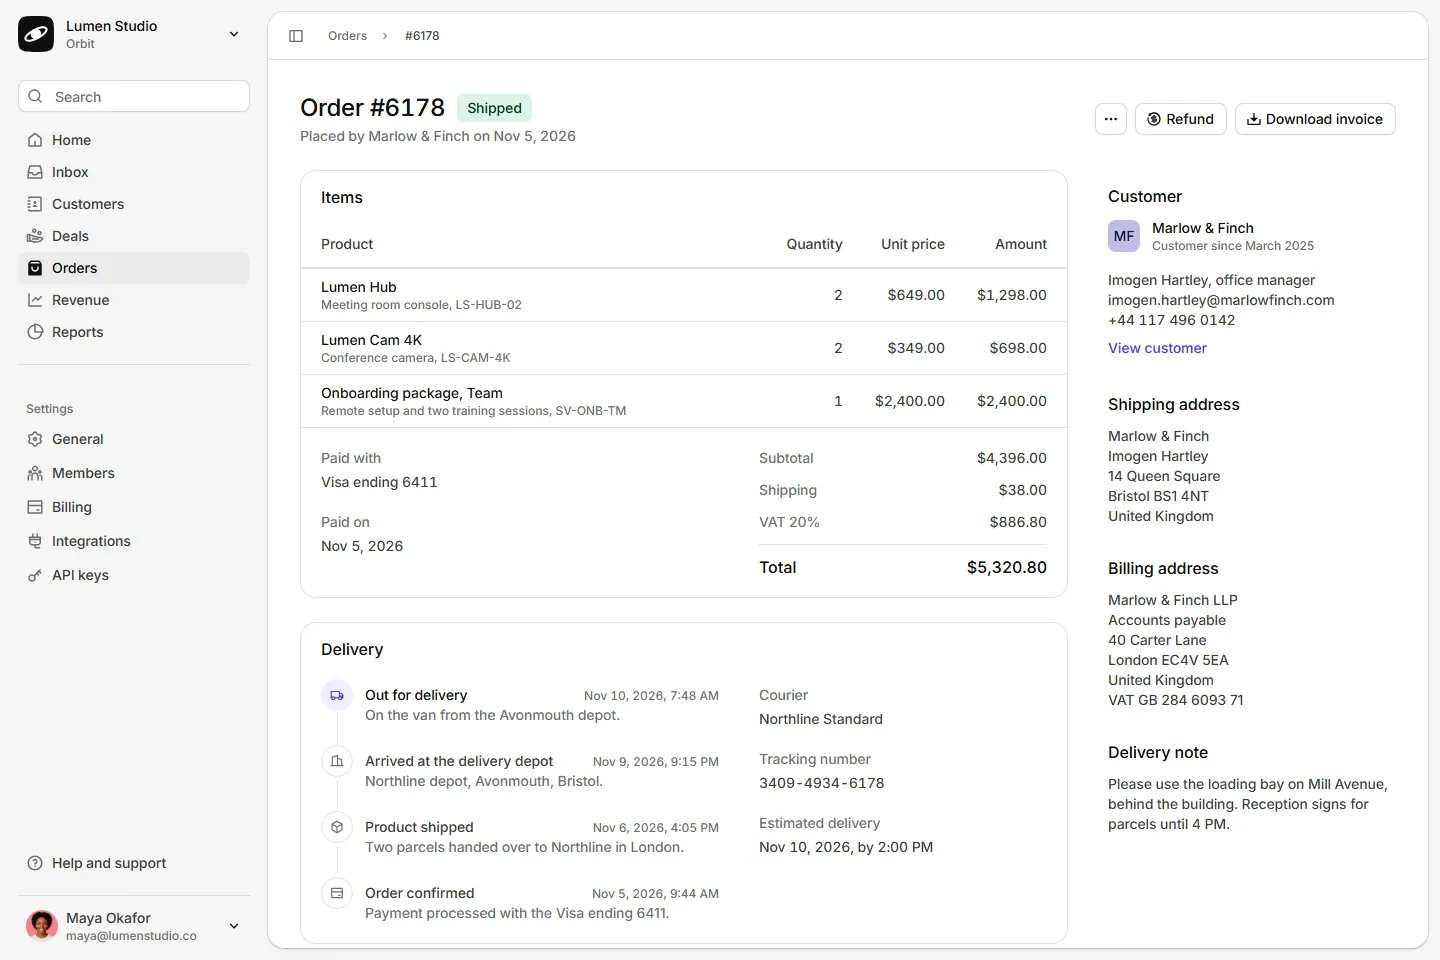 Lumen Studio
Orbit
Search
Home
Inbox
Customers
Deals
Orders
Revenue
Reports
Settings
General
Members
Billing
Integrations
API keys
Help and support
Maya Okafor
maya@lumenstudio.co
Orders > #6178
Order #6178 Shipped
Placed by Marlow & Finch on Nov 5, 2026
Refund
Download invoice
Items
Product Quantity Unit price Amount
Lumen Hub
Meeting room console, LS-HUB-02
2 $649.00 $1,298.00
Lumen Cam 4K
Conference camera, LS-CAM-4K
2 $349.00 $698.00
Onboarding package, Team
Remote setup and two training sessions, SV-ONB-TM
1 $2,400.00 $2,400.00
Paid with
Visa ending 6411
Paid on
Nov 5, 2026
Subtotal $4,396.00
Shipping $38.00
VAT 20% $886.80
Total $5,320.80
Delivery
Out for delivery Nov 10, 2026, 7:48 AM
On the van from the Avonmouth depot.
Arrived at the delivery depot Nov 9, 2026, 9:15 PM
Northline depot, Avonmouth, Bristol.
Product shipped Nov 6, 2026, 4:05 PM
Two parcels handed over to Northline in London.
Order confirmed Nov 5, 2026, 9:44 AM
Payment processed with the Visa ending 6411.
Courier
Northline Standard
Tracking number
3409-4934-6178
Estimated delivery
Nov 10, 2026, by 2:00 PM
Customer
MF
Marlow & Finch
Customer since March 2025
Imogen Hartley, office manager
imogen.hartley@marlowfinch.com
+44 117 496 0142
View customer
Shipping address
Marlow & Finch
Imogen Hartley
14 Queen Square
Bristol BS1 4NT
United Kingdom
Billing address
Marlow & Finch LLP
Accounts payable
40 Carter Lane
London EC4V 5EA
United Kingdom
VAT GB 284 6093 71
Delivery note
Please use the loading bay on Mill Avenue,
behind the building. Reception signs for
parcels until 4 PM.